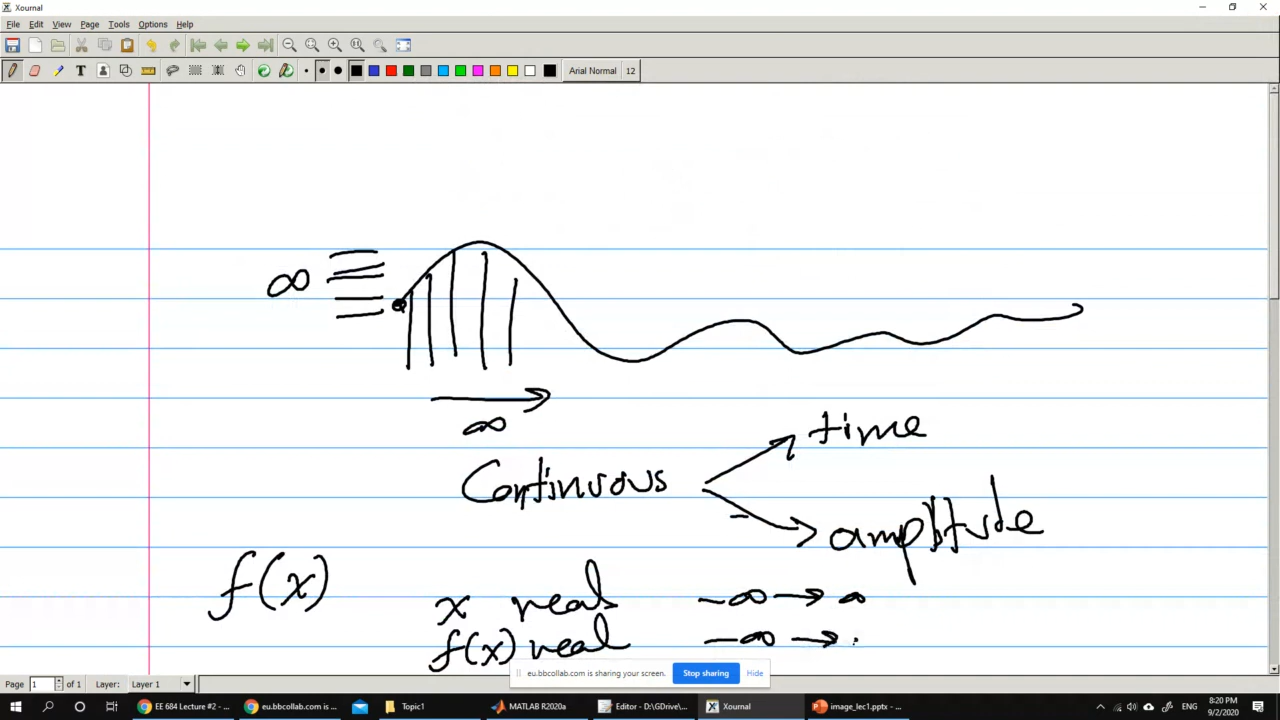 Xournal
File Edit View Page Tools Options Help
Arial Normal 12
∞
∞
Continuous
time
amplitude
f(x)
x real -∞ → ∞
f(x) real -∞ →
eu.bbcollab.com is sharing your screen. Stop sharing Hide
Page 1 of 1 Layer: Layer 1
EE 684 Lecture #2 - ... eu.bbcollab.com is ... Topic1 MATLAB R2020a Editor - D:\GDrive\... Xournal image_lec1.pptx - ... ENG 8:20 PM
9/2/2020